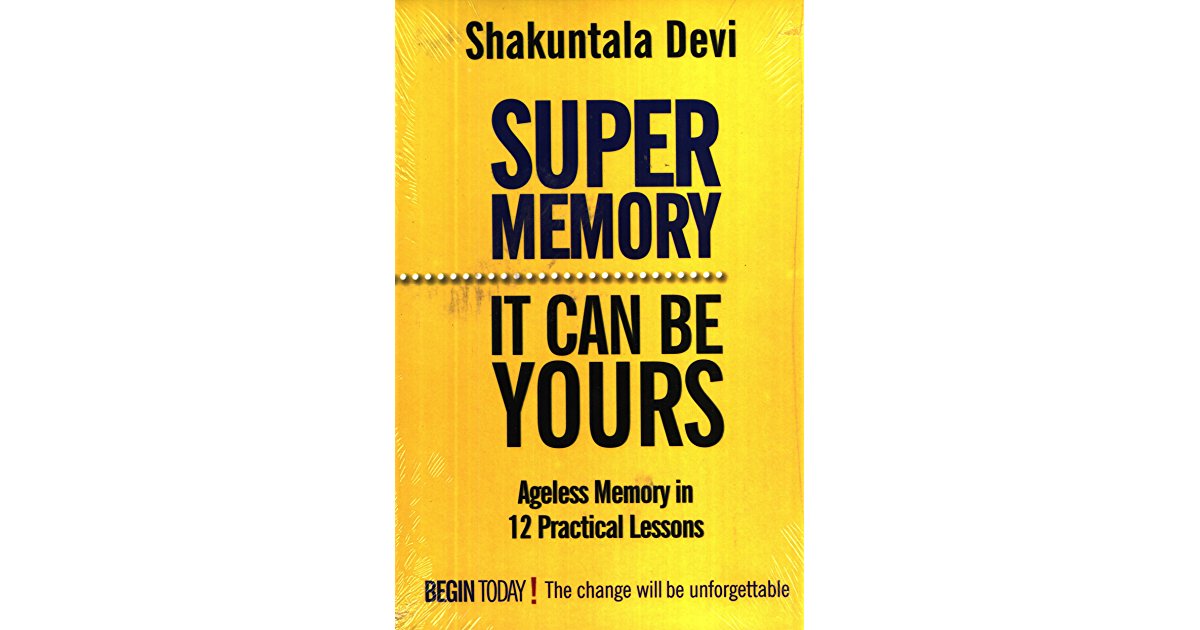 Shakuntala Devi
SUPER
MEMORY
IT CAN BE
YOURS
Ageless Memory in
12 Practical Lessons
BEGIN TODAY! The change will be unforgettable